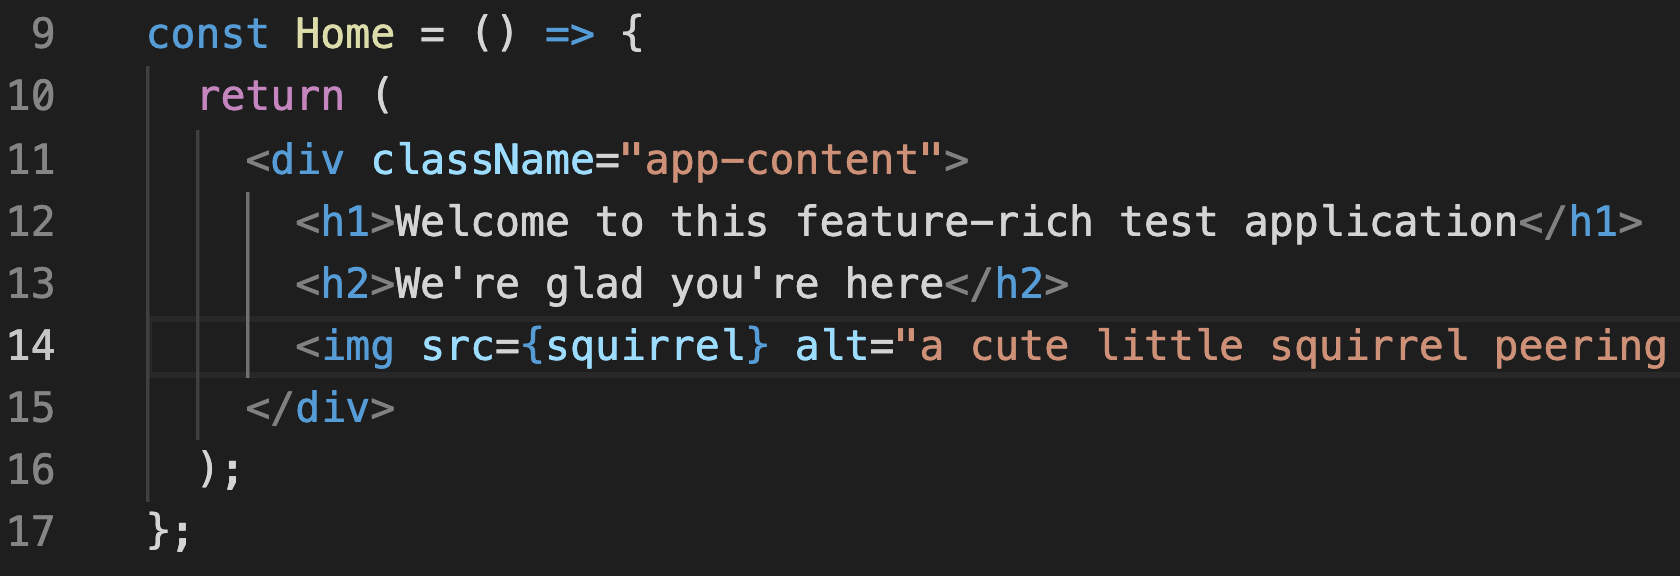 9 const Home = () => {
10 return (
11 <div className="app-content">
12 <h1>Welcome to this feature-rich test application</h1>
13 <h2>We're glad you're here</h2>
14 <img src={squirrel} alt="a cute little squirrel peering
15 </div>
16 );
17 };